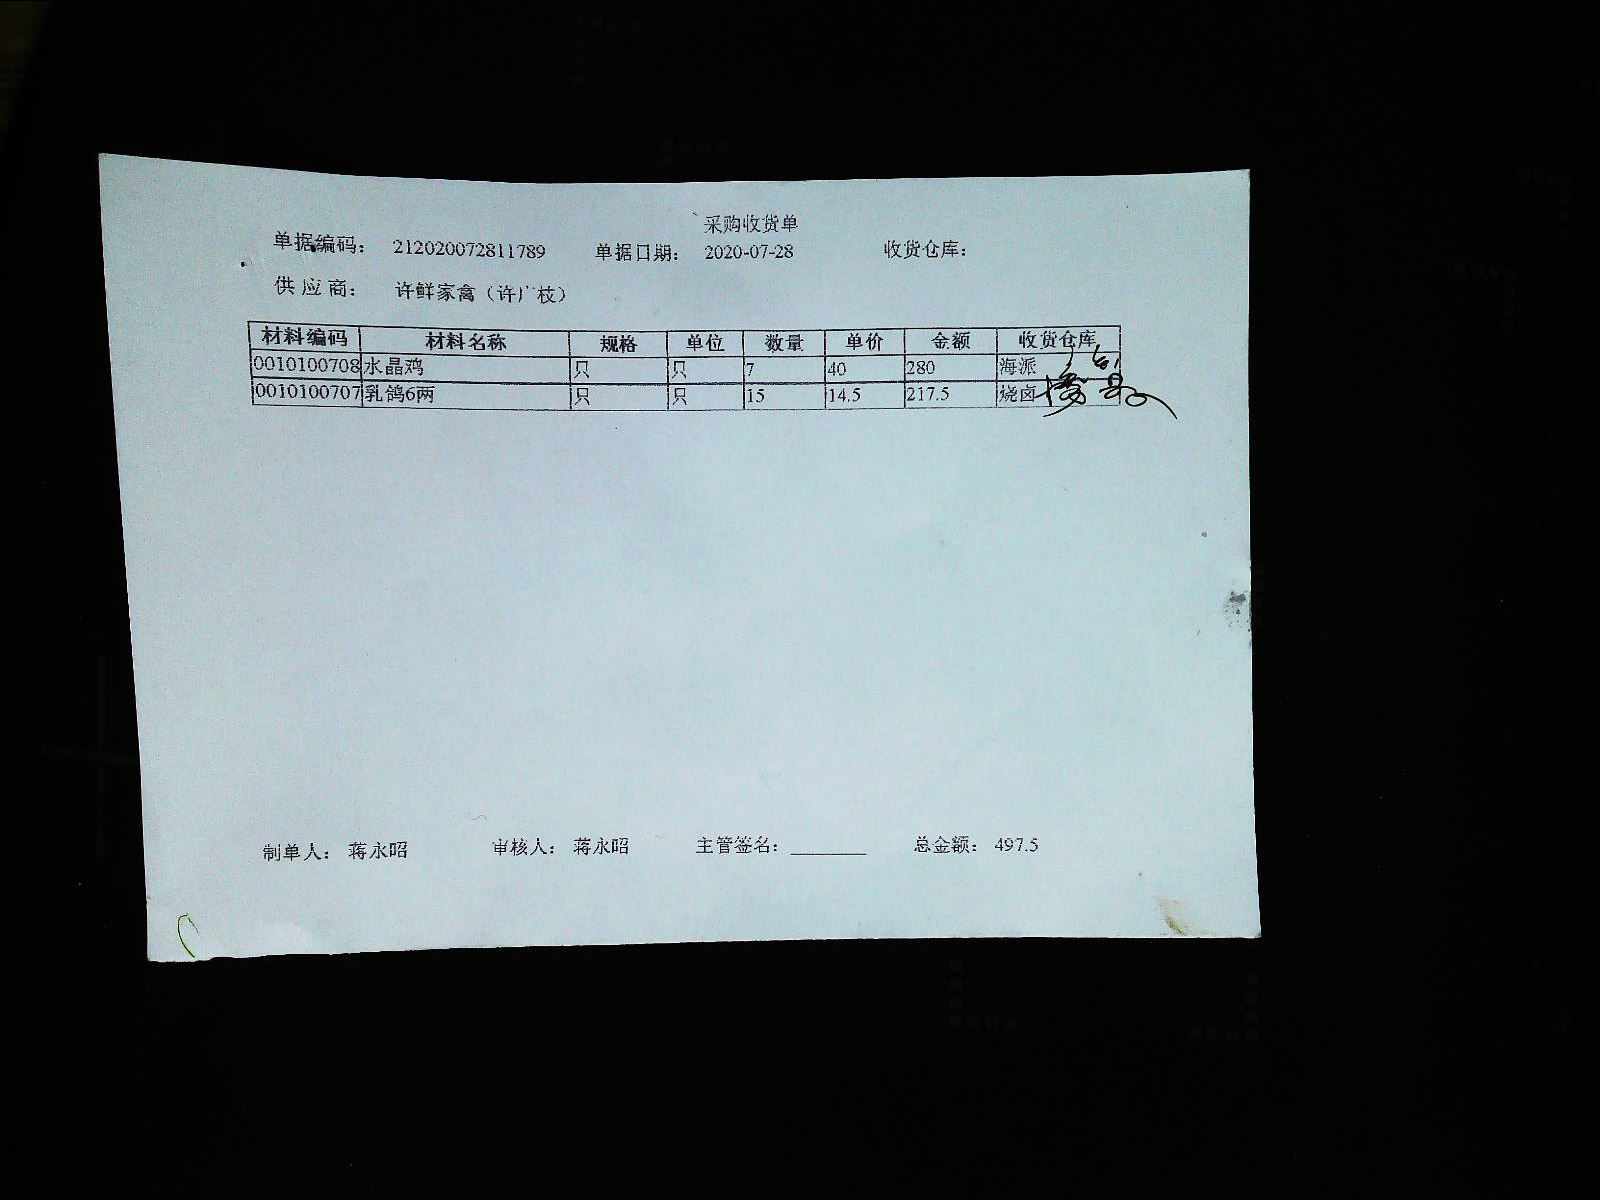 采购收货单
单据编码： 212020072811789 单据日期： 2020-07-28 收货仓库：
供应商： 许鲜家禽（许广枝）
材料编码 材料名称 规格 单位 数量 单价 金额 收货仓库
0010100708 水晶鸡 只 只 7 40 280 海派
0010100707 乳鸽6两 只 只 15 14.5 217.5 烧卤
制单人： 蒋永昭 审核人： 蒋永昭 主管签名： 总金额： 497.5